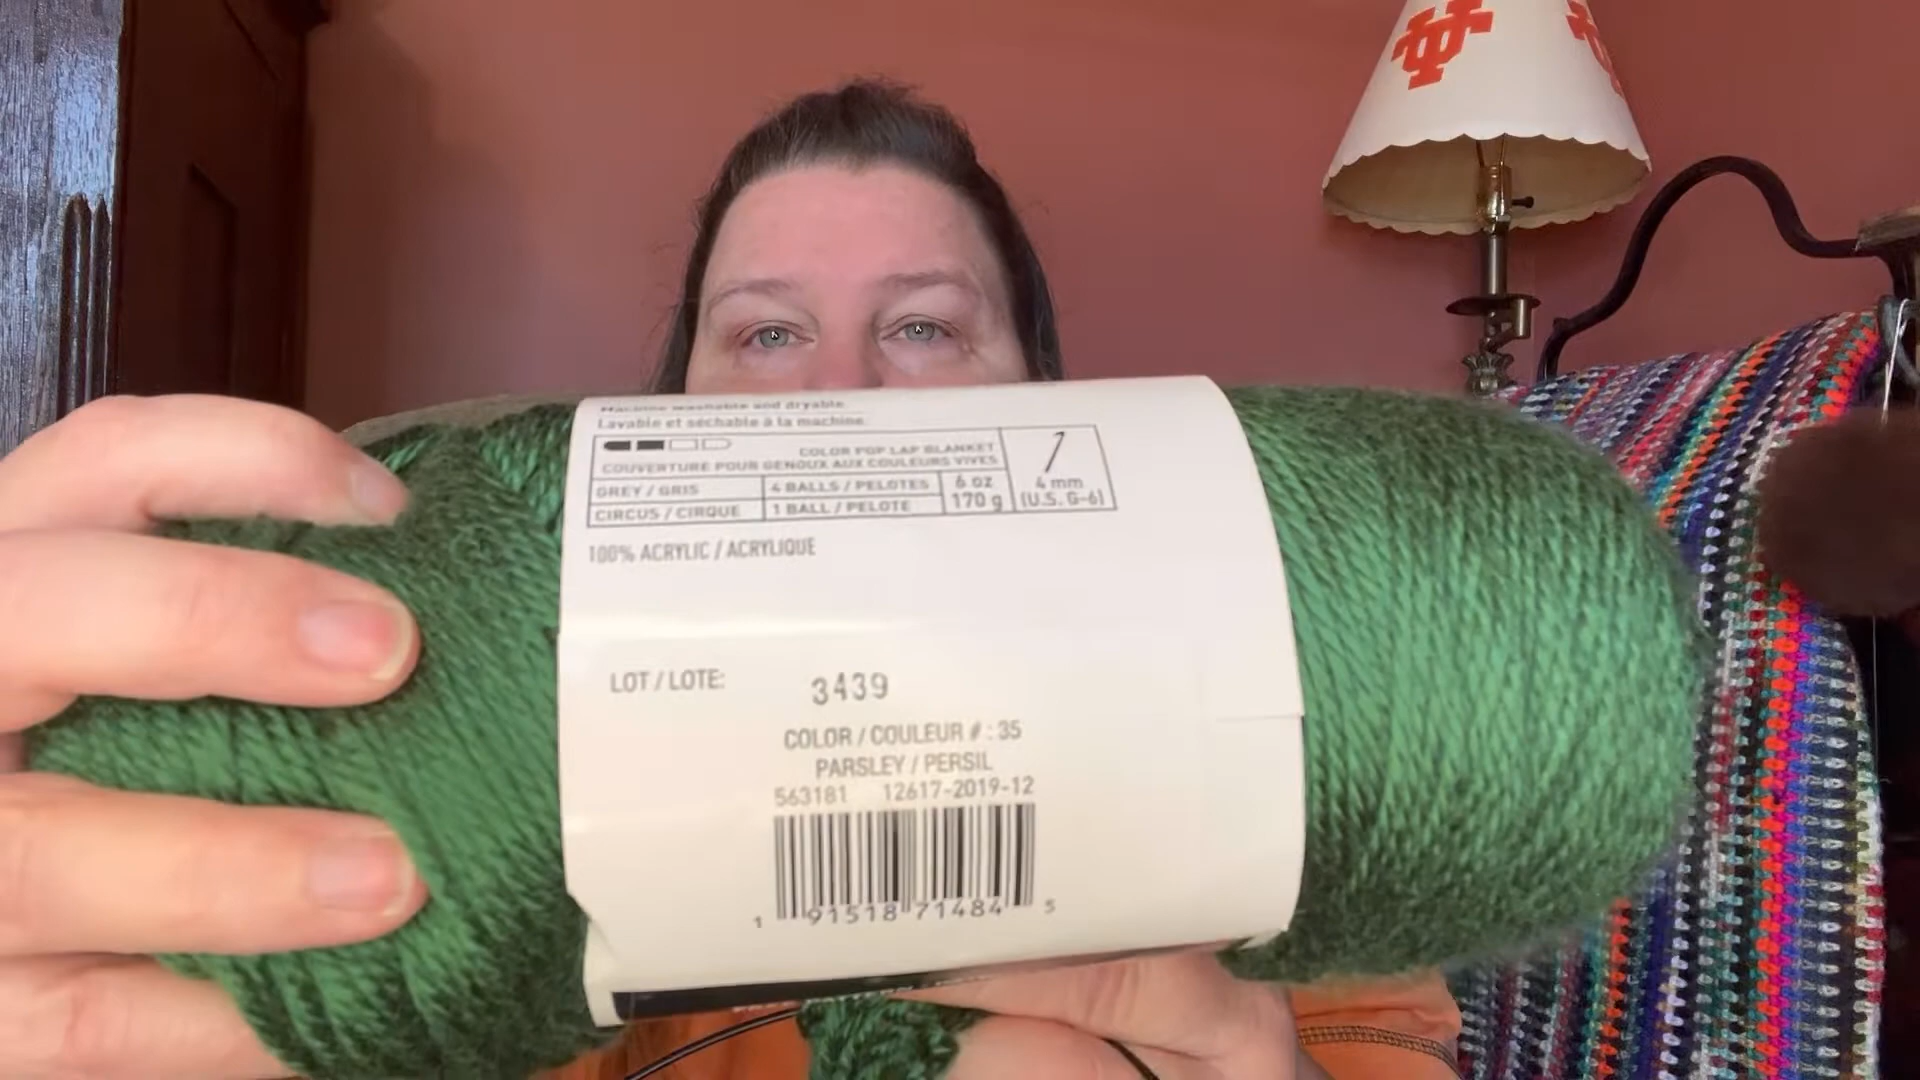 Machine washable and dryable.
Lavable et séchable à la machine.
COLOR POP LAP BLANKET
COUVERTURE POUR GENOUX AUX COULEURS VIVES
GREY / GRIS 4 BALLS / PELOTES 6 oz 4 mm
CIRCUS / CIRQUE 1 BALL / PELOTE 170 g (U.S. G-6)
100% ACRYLIC / ACRYLIQUE
LOT / LOTE: 3439
COLOR / COULEUR # : 35
PARSLEY / PERSIL
563181 12617-2019-12
1 91518 71484 5